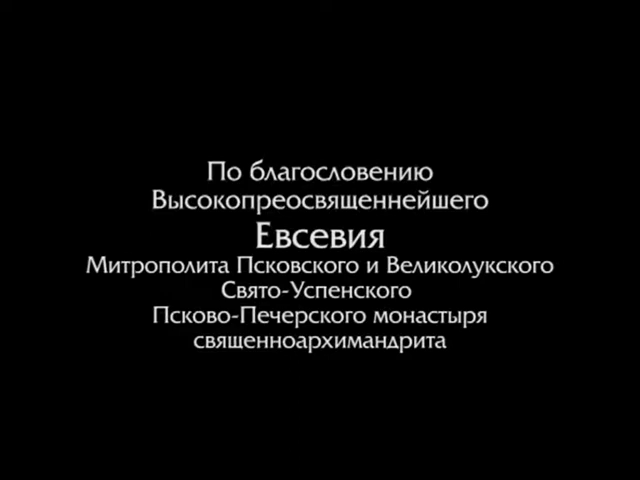 По благословению
Высокопреосвященнейшего
Евсевия
Митрополита Псковского и Великолукского
Свято-Успенского
Псково-Печерского монастыря
священноархимандрита